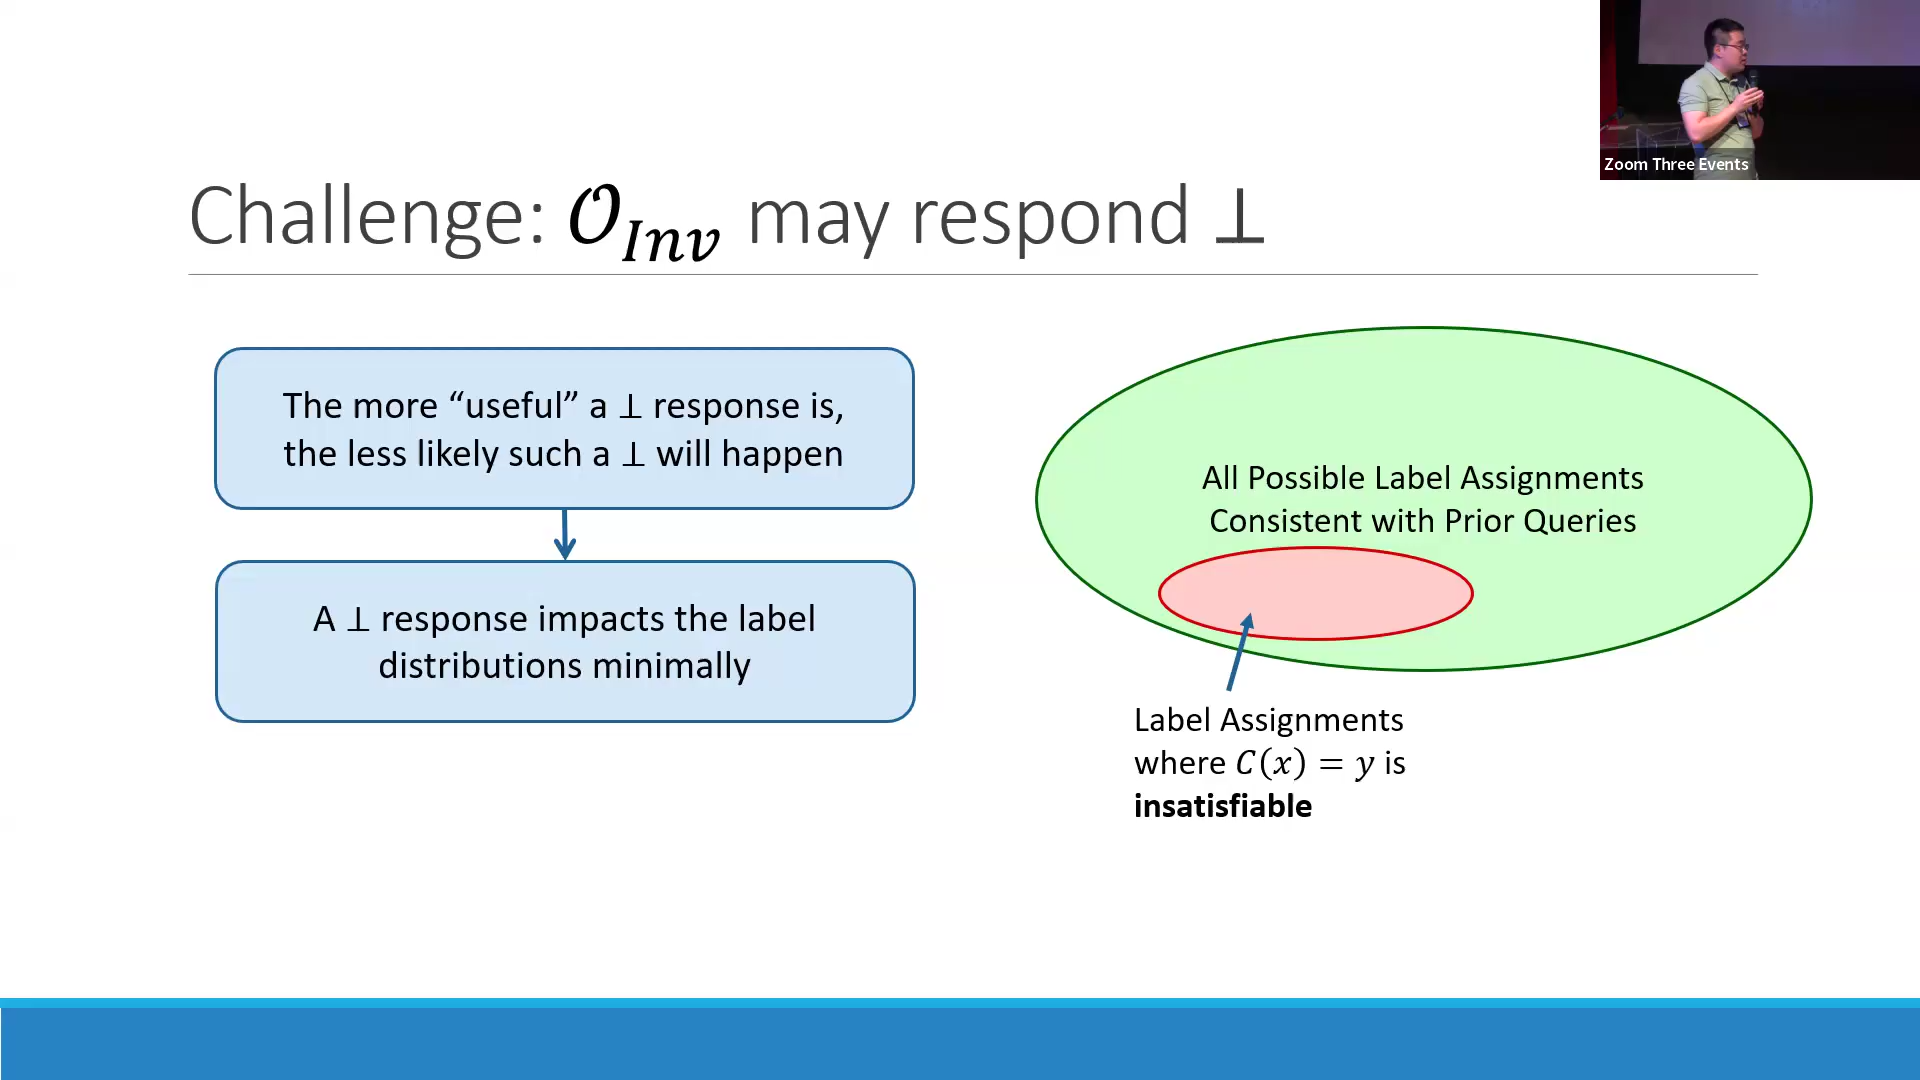 Zoom Three Events
Challenge: 𝒪_Inv may respond ⊥
The more “useful” a ⊥ response is,
the less likely such a ⊥ will happen
A ⊥ response impacts the label
distributions minimally
All Possible Label Assignments
Consistent with Prior Queries
Label Assignments
where C(x) = y is
insatisfiable